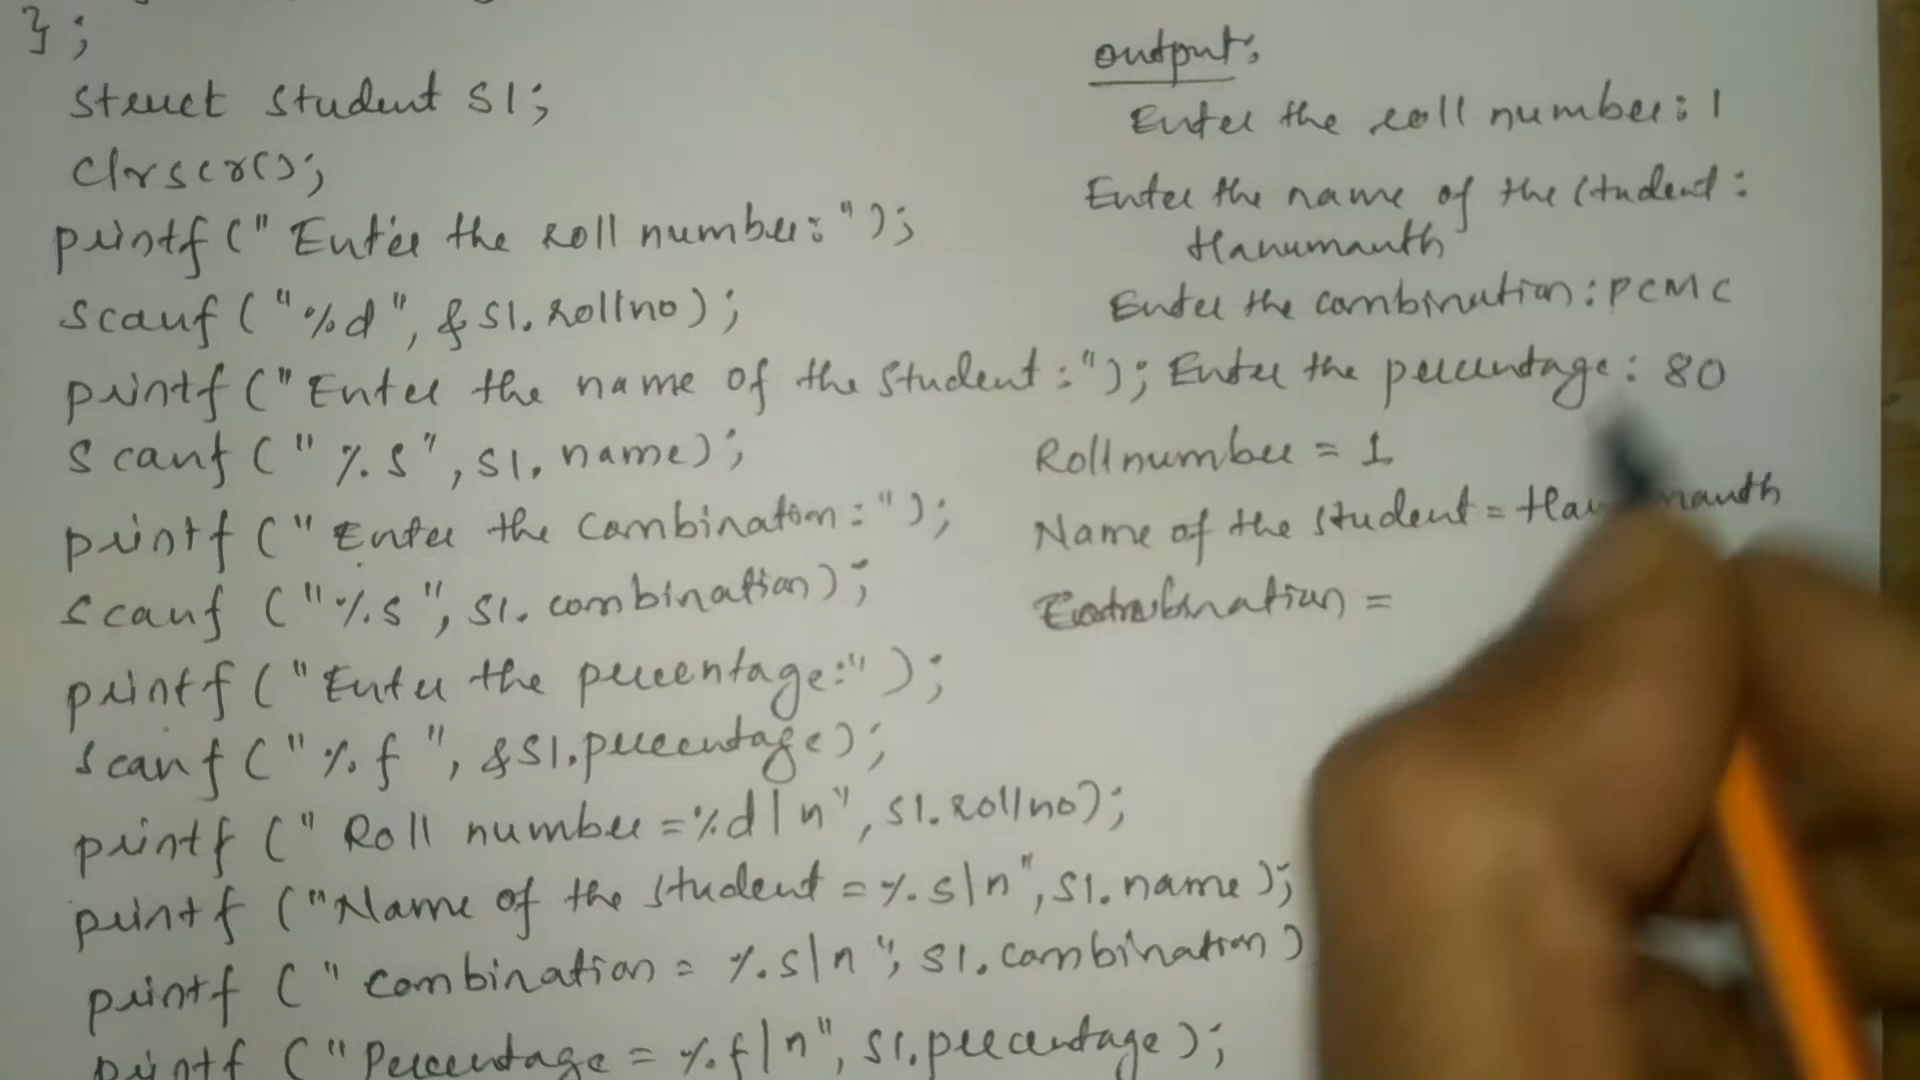 };
struct student S1;
clrscr();
printf (" Enter the roll number:");
scanf ("%d", &S1.rollno);
printf ("Enter the name of the student:");
scanf ("%s", S1.name);
printf (" Enter the combination:");
scanf ("%s", S1.combination);
printf ("Enter the percentage:");
scanf ("%f", &S1.percentage);
printf (" Roll number =%d\n", S1.rollno);
printf ("Name of the student = %s\n", S1.name);
printf (" combination = %s\n", S1.combination)
printf ("Percentage = %f\n", S1.percentage);
output:
Enter the roll number: 1
Enter the name of the student:
Hanumanth
Enter the combination: PCMC
Enter the percentage: 80
Rollnumber = 1
Name of the student =